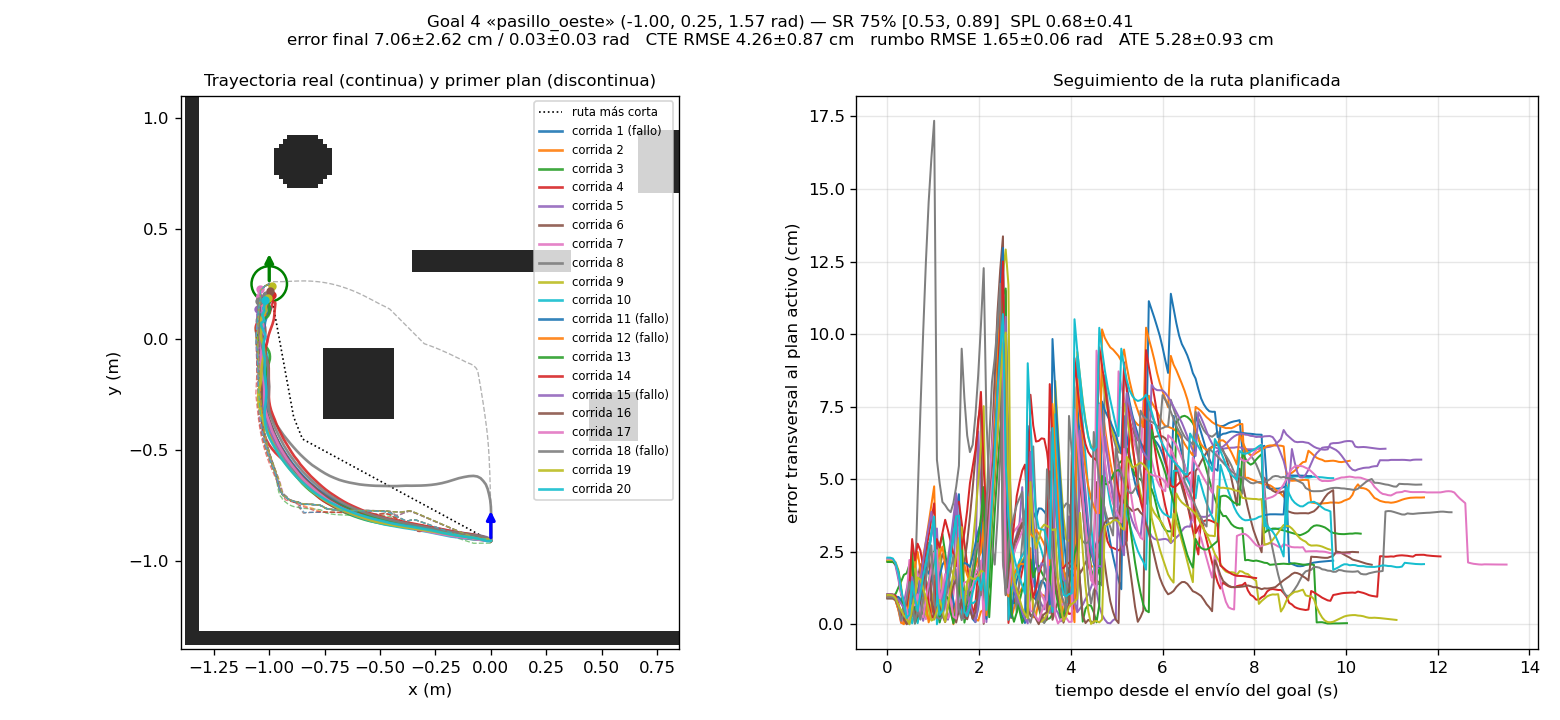 Goal 4 «pasillo_oeste» (-1.00, 0.25, 1.57 rad) — SR 75% [0.53, 0.89]  SPL 0.68±0.41
error final 7.06±2.62 cm / 0.03±0.03 rad   CTE RMSE 4.26±0.87 cm   rumbo RMSE 1.65±0.06 rad   ATE 5.28±0.93 cm
Trayectoria real (continua) y primer plan (discontinua)
1.0
0.5
0.0
−0.5
−1.0
y (m)
−1.25 −1.00 −0.75 −0.50 −0.25 0.00 0.25 0.50 0.75
x (m)
ruta más corta
corrida 1 (fallo)
corrida 2
corrida 3
corrida 4
corrida 5
corrida 6
corrida 7
corrida 8
corrida 9
corrida 10
corrida 11 (fallo)
corrida 12 (fallo)
corrida 13
corrida 14
corrida 15 (fallo)
corrida 16
corrida 17
corrida 18 (fallo)
corrida 19
corrida 20
Seguimiento de la ruta planificada
17.5
15.0
12.5
10.0
7.5
5.0
2.5
0.0
error transversal al plan activo (cm)
0 2 4 6 8 10 12 14
tiempo desde el envío del goal (s)